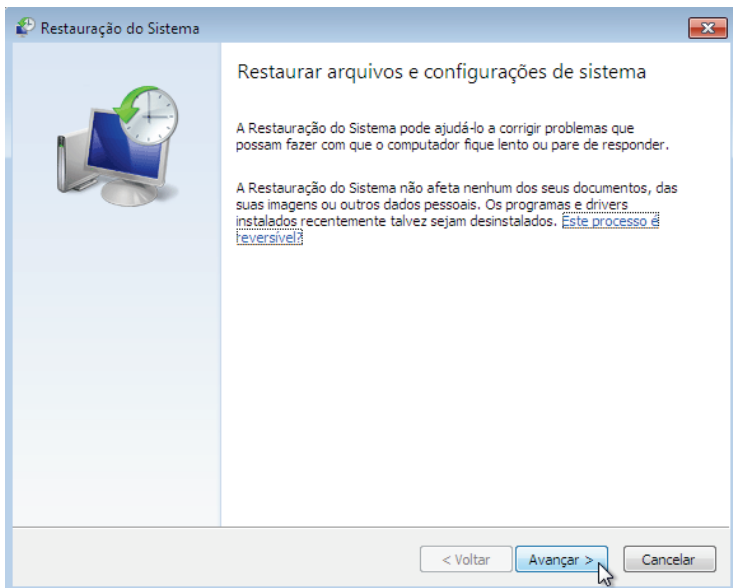 Restauração do Sistema
Restaurar arquivos e configurações de sistema
A Restauração do Sistema pode ajudá-lo a corrigir problemas que
possam fazer com que o computador fique lento ou pare de responder.
A Restauração do Sistema não afeta nenhum dos seus documentos, das
suas imagens ou outros dados pessoais. Os programas e drivers
instalados recentemente talvez sejam desinstalados. Este processo é
reversível?
< Voltar
Avançar >
Cancelar